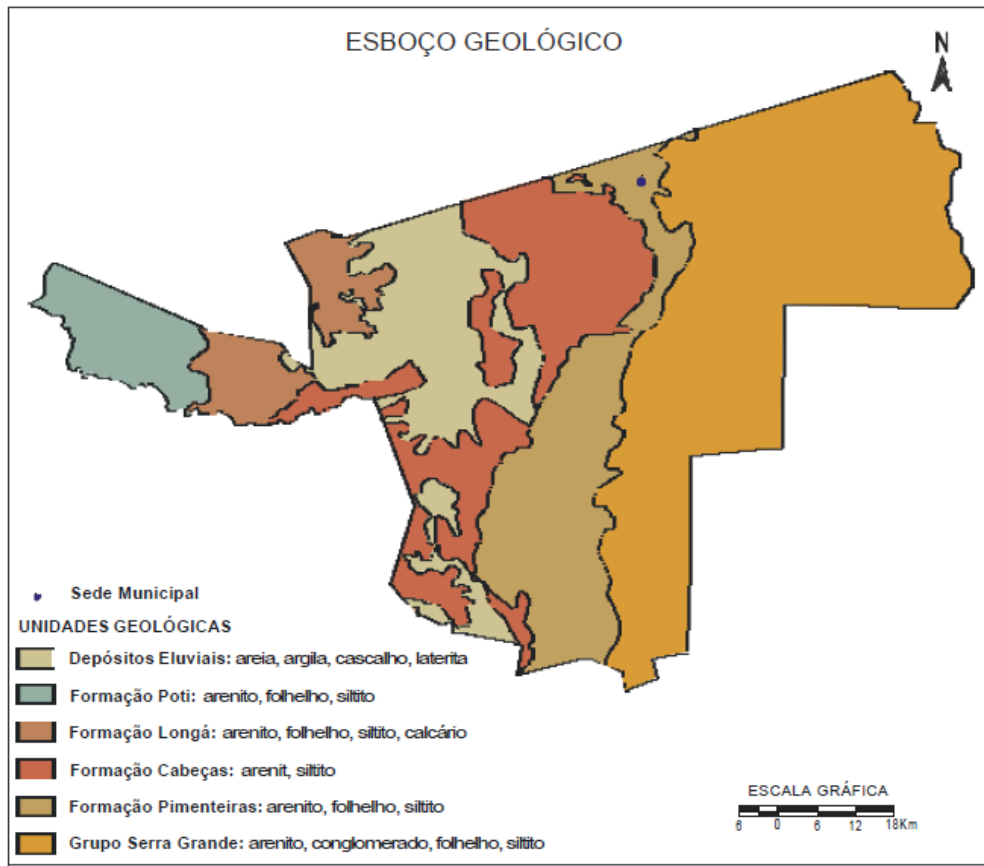 ESBOÇO GEOLÓGICO
N
Sede Municipal
UNIDADES GEOLÓGICAS
Depósitos Eluviais: areia, argila, cascalho, laterita
Formação Poti: arenito, folhelho, siltito
Formação Longá: arenito, folhelho, siltito, calcário
Formação Cabeças: arenit, siltito
Formação Pimenteiras: arenito, folhelho, siltito
Grupo Serra Grande: arenito, conglomerado, folhelho, siltito
ESCALA GRÁFICA
6 0 6 12 18Km